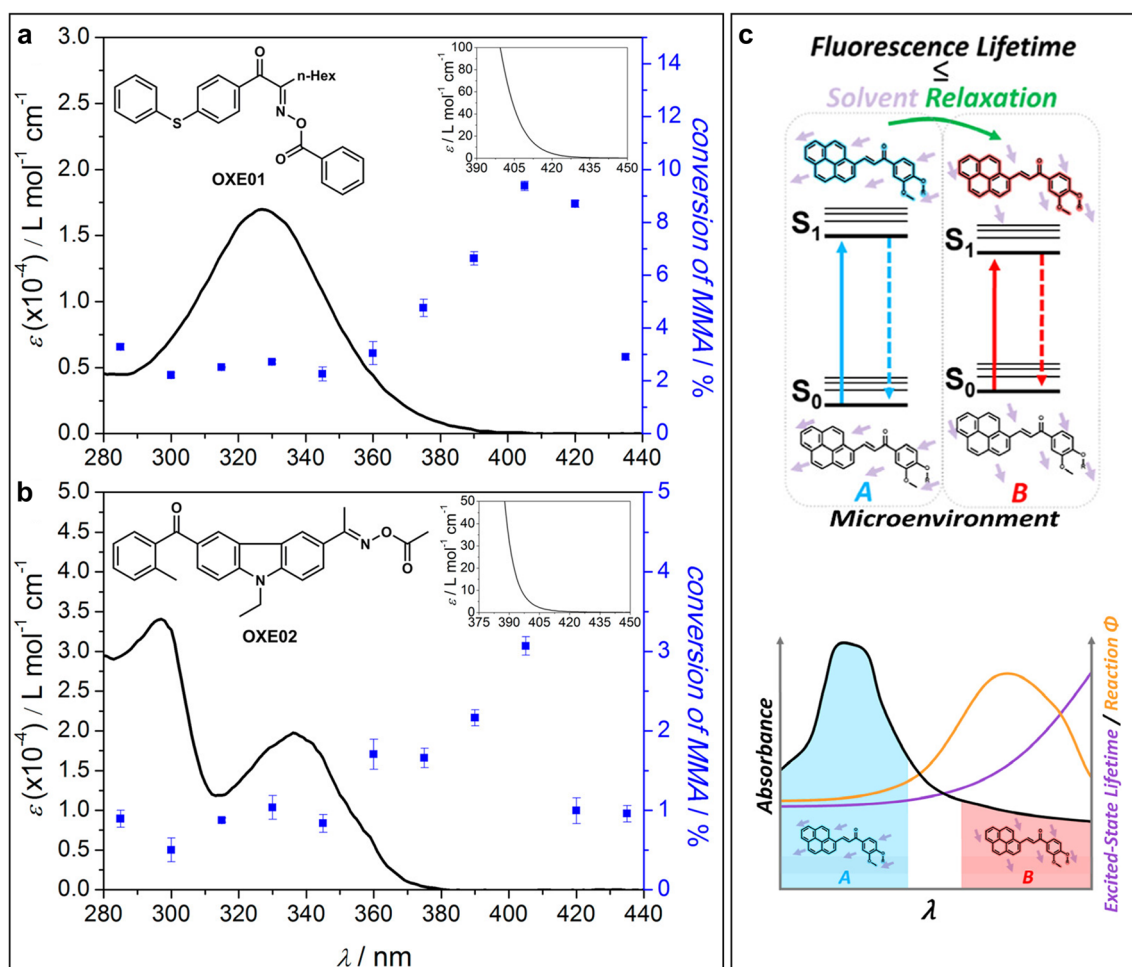 a
3.0
2.5
2.0
1.5
1.0
0.5
0.0
ε (x10⁻⁴) / L mol⁻¹ cm⁻¹
280 300 320 340 360 380 400 420 440
14
12
10
8
6
4
2
0
conversion of MMA / %
O
n-Hex
S
N
O
O
OXE01
100
80
60
40
20
0
ε / L mol⁻¹ cm⁻¹
390 405 420 435 450
b
5.0
4.5
4.0
3.5
3.0
2.5
2.0
1.5
1.0
0.5
0.0
ε (x10⁻⁴) / L mol⁻¹ cm⁻¹
280 300 320 340 360 380 400 420 440
λ / nm
5
4
3
2
1
0
conversion of MMA / %
O
N
O
O
N
OXE02
50
40
30
20
10
0
ε / L mol⁻¹ cm⁻¹
375 390 405 420 435 450
c
Fluorescence Lifetime
≤
Solvent Relaxation
S₁
S₁
S₀
S₀
A
B
Microenvironment
Absorbance
Excited-State Lifetime / Reaction Φ
A
B
λ